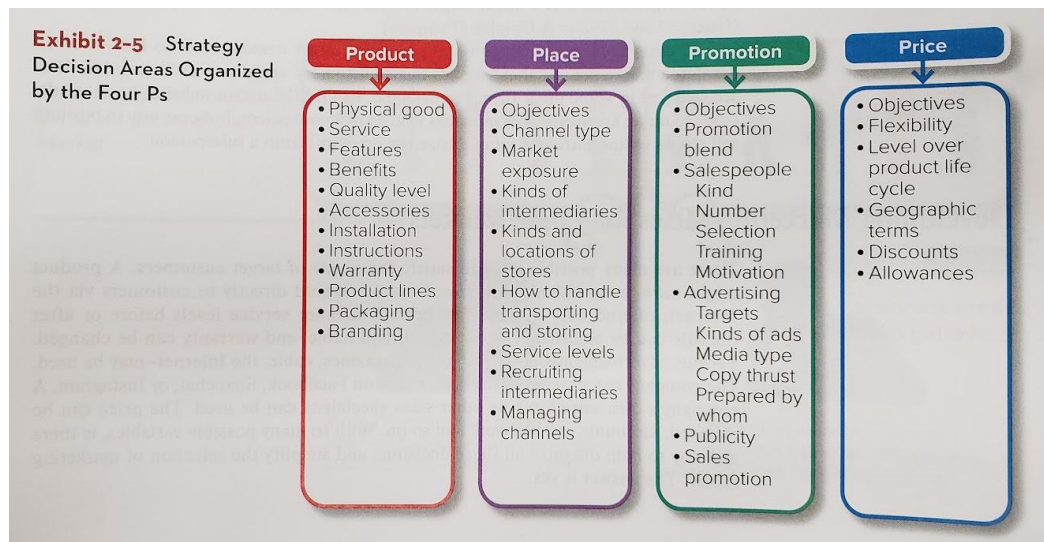 Exhibit 2–5 Strategy
Decision Areas Organized
by the Four Ps
Product
• Physical good
• Service
• Features
• Benefits
• Quality level
• Accessories
• Installation
• Instructions
• Warranty
• Product lines
• Packaging
• Branding
Place
• Objectives
• Channel type
• Market
exposure
• Kinds of
intermediaries
• Kinds and
locations of
stores
• How to handle
transporting
and storing
• Service levels
• Recruiting
intermediaries
• Managing
channels
Promotion
• Objectives
• Promotion
blend
• Salespeople
Kind
Number
Selection
Training
Motivation
• Advertising
Targets
Kinds of ads
Media type
Copy thrust
Prepared by
whom
• Publicity
• Sales
promotion
Price
• Objectives
• Flexibility
• Level over
product life
cycle
• Geographic
terms
• Discounts
• Allowances